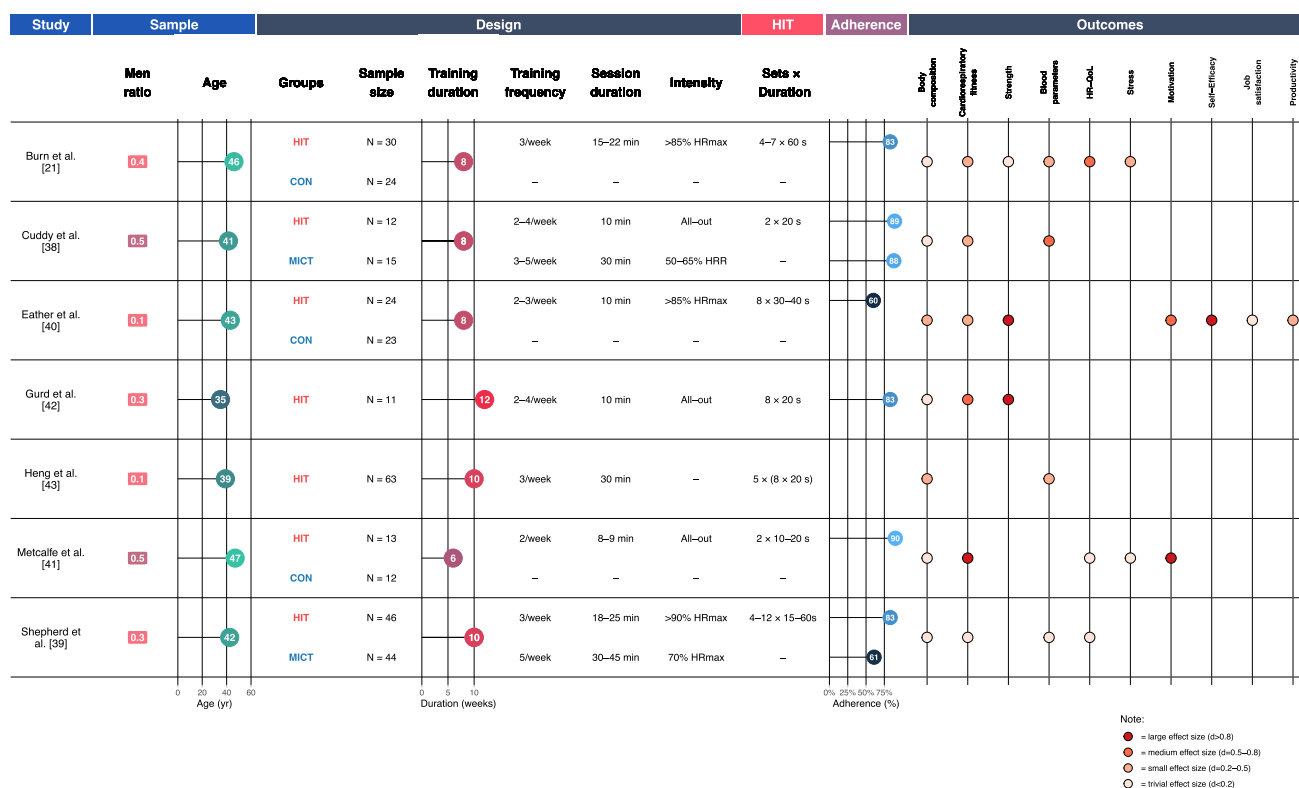 Study Sample Design HIT Adherence Outcomes
Men ratio Age Groups Sample size Training duration Training frequency Session duration Intensity Sets × Duration Body composition Cardiorespiratory fitness Strength Blood parameters HR−QoL Stress Motivation Self−Efficacy Job satisfaction Productivity
HIT N = 30 3/week 15−22 min >85% HRmax 4−7 × 60 s 83
Burn et al. [21] 0.4 46 8
CON N = 24 − − − −
HIT N = 12 2−4/week 10 min All−out 2 × 20 s 89
Cuddy et al. [38] 0.5 41 8
MICT N = 15 3−5/week 30 min 50−65% HRR − 88
HIT N = 24 2−3/week 10 min >85% HRmax 8 × 30−40 s 60
Eather et al. [40] 0.1 43 8
CON N = 23 − − − −
Gurd et al. [42] 0.3 35 HIT N = 11 12 2−4/week 10 min All−out 8 × 20 s 83
Heng et al. [43] 0.1 39 HIT N = 63 10 3/week 30 min − 5 × (8 × 20 s)
HIT N = 13 2/week 8−9 min All−out 2 × 10−20 s 90
Metcalfe et al. [41] 0.5 47 6
CON N = 12 − − − −
HIT N = 46 3/week 18−25 min >90% HRmax 4−12 × 15−60s 83
Shepherd et al. [39] 0.3 42 10
MICT N = 44 5/week 30−45 min 70% HRmax − 61
0 20 40 60 0 5 10 0% 25% 50% 75%
Age (yr) Duration (weeks) Adherence (%)
Note:
= large effect size (d>0.8)
= medium effect size (d=0.5−0.8)
= small effect size (d=0.2−0.5)
= trivial effect size (d<0.2)